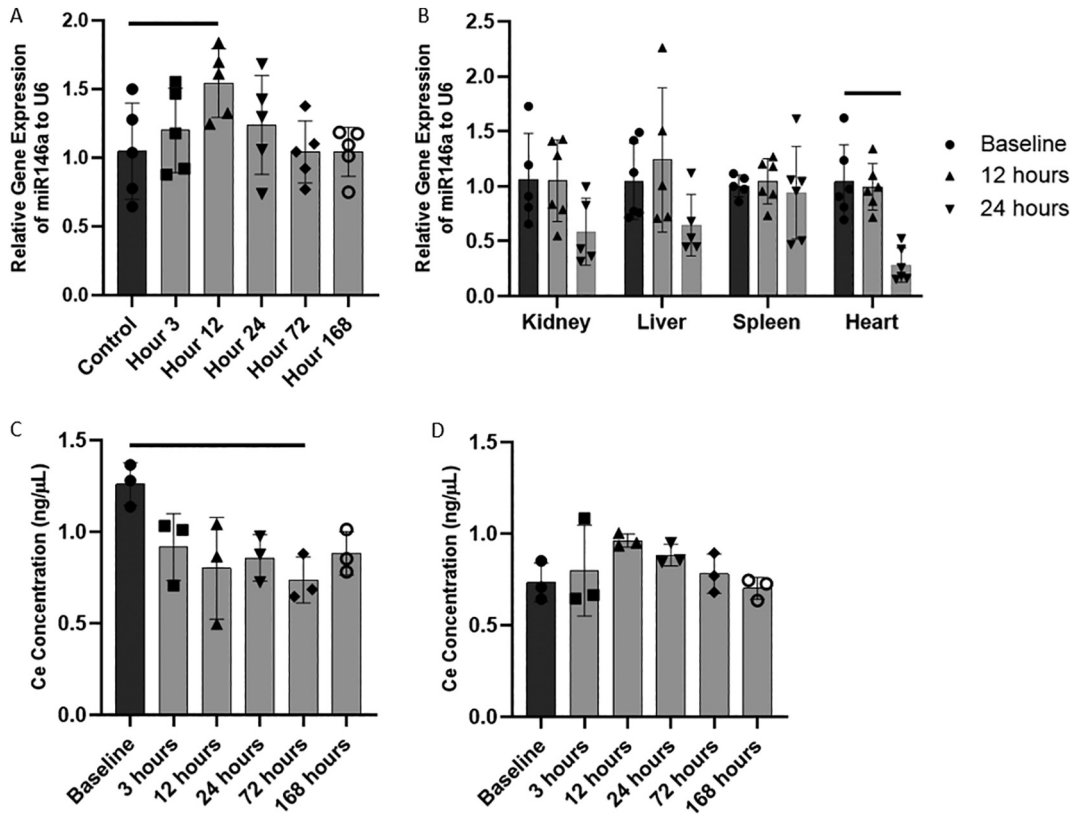 A
Relative Gene Expression
of miR146a to U6
2.0
1.5
1.0
0.5
0.0
Control
Hour 3
Hour 12
Hour 24
Hour 72
Hour 168
B
Relative Gene Expression
of miR146a to U6
2.5
2.0
1.5
1.0
0.5
0.0
Kidney
Liver
Spleen
Heart
Baseline
12 hours
24 hours
C
Ce Concentration (ng/µL)
1.5
1.0
0.5
0.0
Baseline
3 hours
12 hours
24 hours
72 hours
168 hours
D
Ce Concentration (ng/µL)
1.5
1.0
0.5
0.0
Baseline
3 hours
12 hours
24 hours
72 hours
168 hours